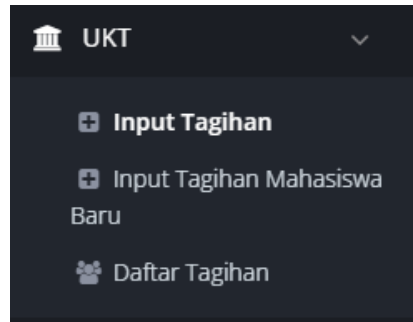 UKT
Input Tagihan
Input Tagihan Mahasiswa
Baru
Daftar Tagihan